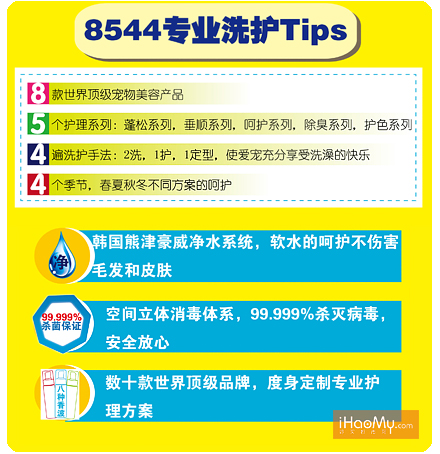 8544专业洗护Tips
8 款世界顶级宠物美容产品
5 个护理系列：蓬松系列，垂顺系列，呵护系列，除臭系列，护色系列
4 遍洗护手法：2洗，1护，1定型，使爱宠充分享受洗澡的快乐
4 个季节，春夏秋冬不同方案的呵护
净
韩国熊津豪威净水系统，软水的呵护不伤害
毛发和皮肤
99.999%
杀菌保证
空间立体消毒体系，99.999%杀灭病毒，
安全放心
八种香波
数十款世界顶级品牌，度身定制专业护
理方案
iHaoMy.com